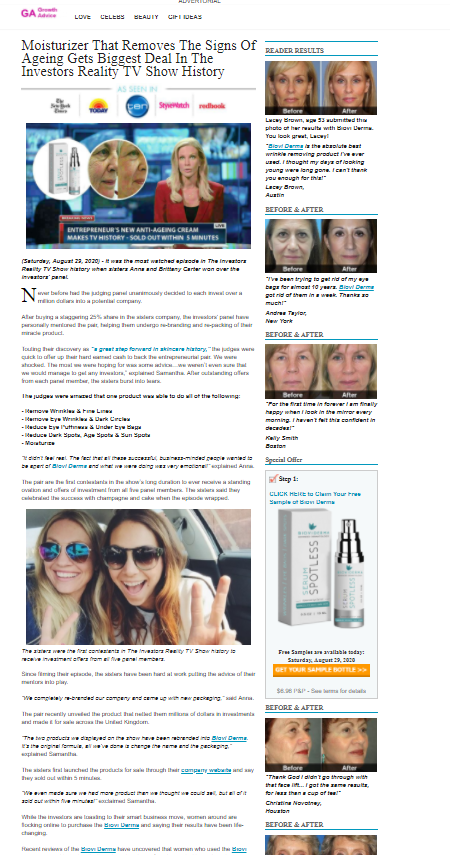 ADVERTORIAL
GA Growth
Advice
LOVE CELEBS BEAUTY GIFT IDEAS
Moisturizer That Removes The Signs Of
Ageing Gets Biggest Deal In The
Investors Reality TV Show History
AS SEEN IN
The
New York
Times
TODAY
ten
StyleWatch
redbook
BREAKING NEWS
LIVE
ENTREPRENEUR'S NEW ANTI-AGEING CREAM
MAKES TV HISTORY - SOLD OUT WITHIN 5 MINUTES
(Saturday, August 29, 2020) - It was the most watched episode in The Investors
Reality TV Show history when sisters Anna and Brittany Carter won over the
investors' panel.
Never before had the judging panel unanimously decided to each invest over a
million dollars into a potential company.
After buying a staggering 25% share in the sisters company, the investors' panel have
personally mentored the pair, helping them undergo re-branding and re-packing of their
miracle product.
Touting their discovery as "a great step forward in skincare history," the judges were
quick to offer up their hard earned cash to back the entrepreneurial pair. We were
shocked. The most we were hoping for was some advice...we weren't even sure that
we would manage to get any investors," explained Samantha. After outstanding offers
from each panel member, the sisters burst into tears.
The judges were amazed that one product was able to do all of the following:
- Remove Wrinkles & Fine Lines
- Remove Eye Wrinkles & Dark Circles
- Reduce Eye Puffiness & Under Eye Bags
- Reduce Dark Spots, Age Spots & Sun Spots
- Moisturize
"It didn't feel real. The fact that all these successful, business-minded people wanted to
be apart of Biovi Derma and what we were doing was very emotional!" explained Anna.
The pair are the first contestants in the show's long duration to ever receive a standing
ovation and offers of investment from all five panel members. The sisters said they
celebrated the success with champagne and cake when the episode wrapped.
The sisters were the first contestants in The Investors Reality TV Show history to
receive investment offers from all five panel members.
Since filming their episode, the sisters have been hard at work putting the advice of their
mentors into play.
"We completely re-branded our company and came up with new packaging," said Anna.
The pair recently unveiled the product that netted them millions of dollars in investments
and made it for sale across the United Kingdom.
"The two products we displayed on the show have been rebranded into Biovi Derma.
It's the original formula, all we've done is change the name and the packaging,"
explained Samantha.
The sisters first launched the products for sale through their company website and say
they sold out within 5 minutes.
"We even made sure we had more product then we thought we could sell, but all of it
sold out within five minutes!" explained Samantha.
While the investors are toasting to their smart business move, women around are
flocking online to purchase the Biovi Derma and saying their results have been life-
changing.
Recent reviews of the Biovi Derma have uncovered that women who used the Biovi
READER RESULTS
Before After
Lacey Brown, age 53 submitted this
photo of her results with Biovi Derma.
You look great, Lacey!
"Biovi Derma is the absolute best
wrinkle removing product I've ever
used. I thought my days of looking
young were long gone. I can't thank
you enough for this!"
Lacey Brown,
Austin
BEFORE & AFTER
Before After
"I've been trying to get rid of my eye
bags for almost 10 years. Biovi Derma
got rid of them in a week. Thanks so
much!"
Andrea Taylor,
New York
BEFORE & AFTER
Before After
"For the first time in forever I am finally
happy when I look in the mirror every
morning. I haven't felt this confident in
decades!"
Kelly Smith
Boston
Special Offer
Step 1:
CLICK HERE to Claim Your Free
Sample of Biovi Derma
SERUM
SPOTLESS
SERUM
SPOTLESS
Free Samples are available today:
Saturday, August 29, 2020
GET YOUR SAMPLE BOTTLE >>
$6.96 P&P - See terms for details
BEFORE & AFTER
Before After
"Thank God I didn't go through with
that face lift... I got the same results,
for less than a cup of tea!"
Christine Novotney,
Houston
BEFORE & AFTER